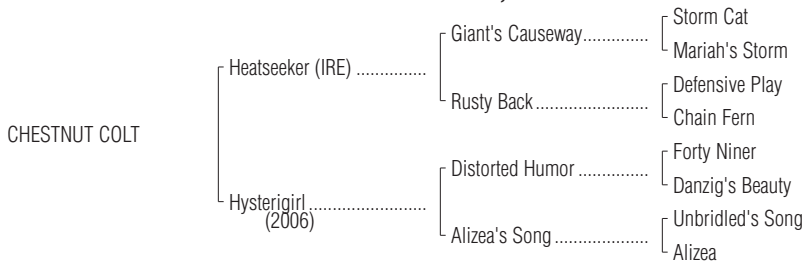 Storm Cat
Giant's Causeway..............
Mariah's Storm
Heatseeker (IRE) ...............
Defensive Play
Rusty Back........................
Chain Fern
CHESTNUT COLT
Forty Niner
Distorted Humor ...............
Danzig's Beauty
Hysterigirl.........................
(2006)
Unbridled's Song
Alizea's Song....................
Alizea